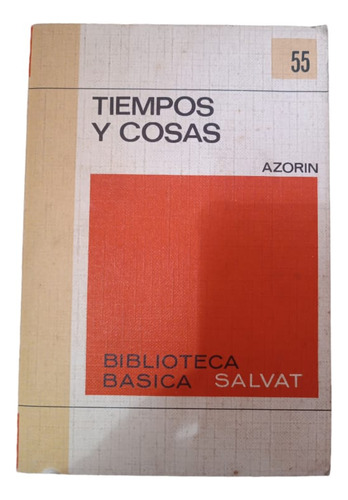 55
TIEMPOS
Y COSAS
AZORIN
BIBLIOTECA
BASICA SALVAT